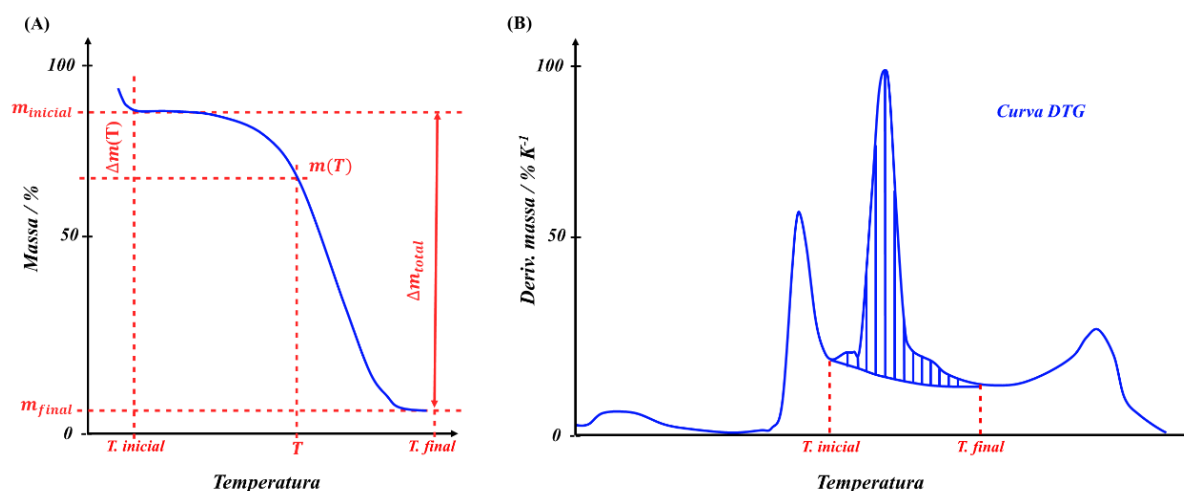 (A)
100
m_inicial
Δm(T)
m(T)
Massa / %
50
Δm_total
m_final
0
T. inicial
T
T. final
Temperatura
(B)
100
Curva DTG
Deriv. massa / % K⁻¹
50
0
T. inicial
T. final
Temperatura